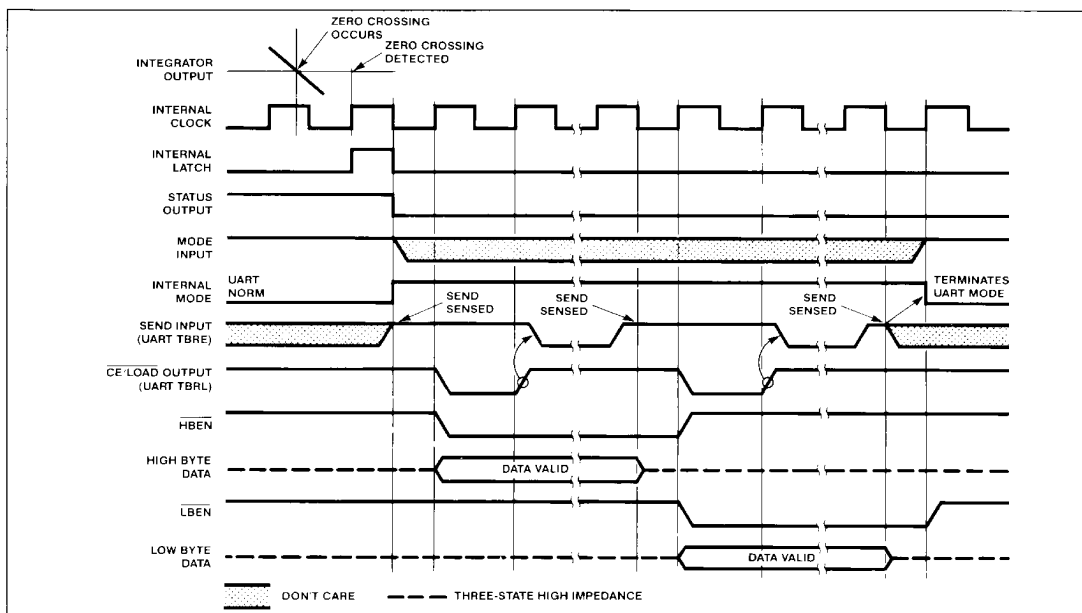 ZERO CROSSING
OCCURS
ZERO CROSSING
DETECTED
INTEGRATOR
OUTPUT
INTERNAL
CLOCK
INTERNAL
LATCH
STATUS
OUTPUT
MODE
INPUT
INTERNAL
MODE
UART
NORM
TERMINATES
UART MODE
SEND
SENSED
SEND
SENSED
SEND
SENSED
SEND INPUT
(UART TBRE)
CE/LOAD OUTPUT
(UART TBRL)
HBEN
HIGH BYTE
DATA
DATA VALID
LBEN
LOW BYTE
DATA
DATA VALID
DON'T CARE
THREE-STATE HIGH IMPEDANCE